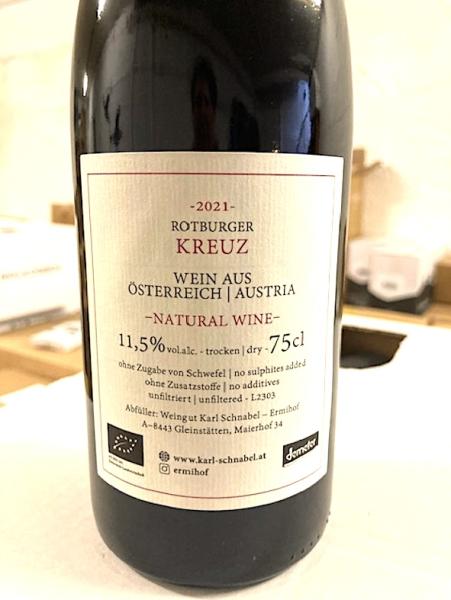 -2021-
ROTBURGER
KREUZ
WEIN AUS
ÖSTERREICH | AUSTRIA
-NATURAL WINE-
11,5% vol.alc. - trocken | dry - 75cl
ohne Zugabe von Schwefel | no sulphites added
ohne Zusatzstoffe | no additives
unfiltriert | unfiltered - L2303
Abfüller: Weingut Karl Schnabel – Ermihof
A–8443 Gleinstätten, Maierhof 34
www.karl-schnabel.at
ermihof
demeter